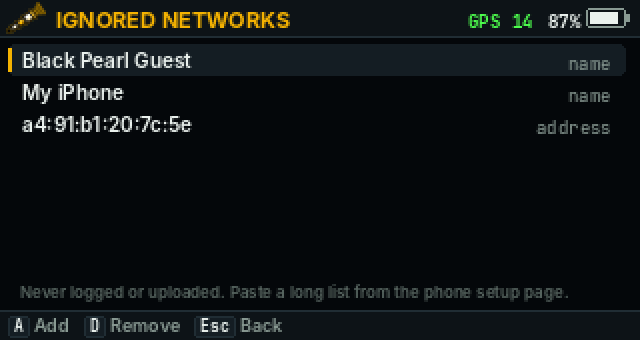 IGNORED NETWORKS GPS 14 87%
Black Pearl Guest name
My iPhone name
a4:91:b1:20:7c:5e address
Never logged or uploaded. Paste a long list from the phone setup page.
A Add D Remove Esc Back